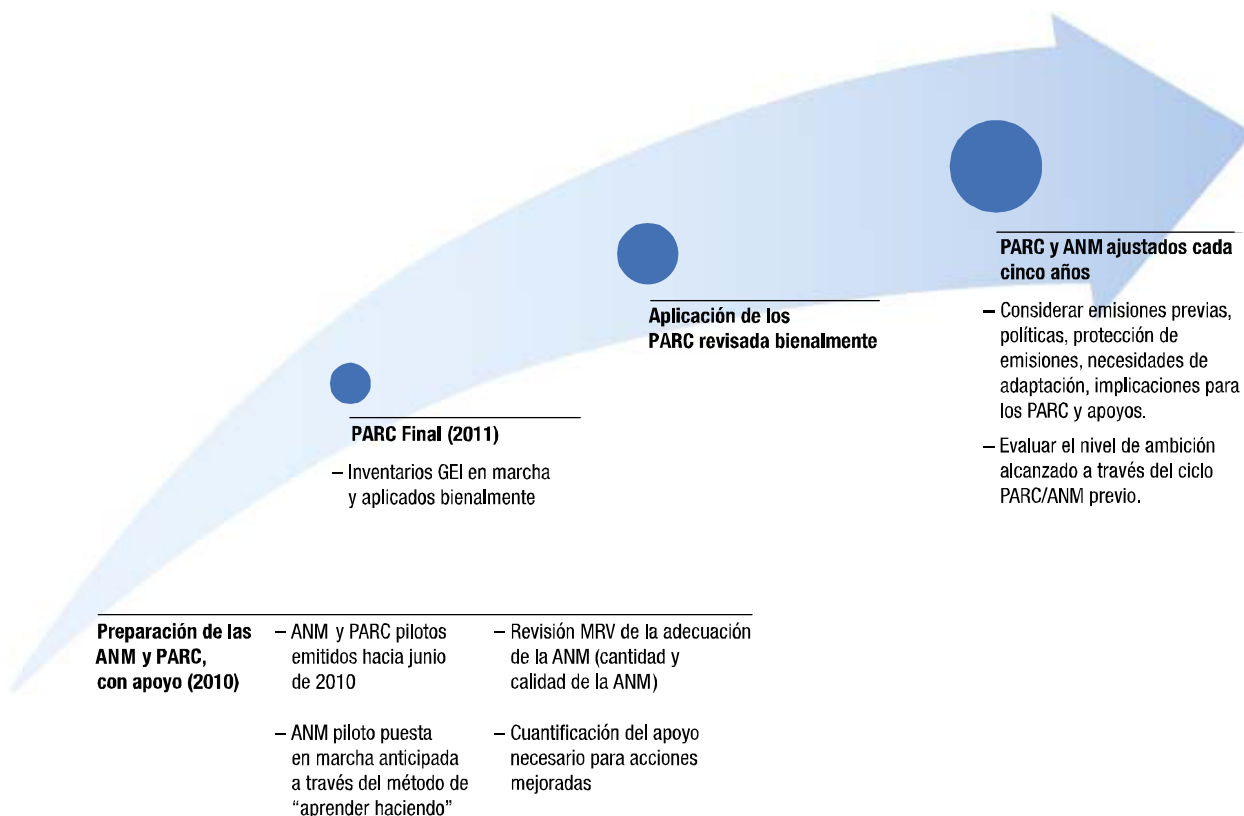 PARC y ANM ajustados cada
cinco años
– Considerar emisiones previas,
políticas, protección de
emisiones, necesidades de
adaptación, implicaciones para
los PARC y apoyos.
– Evaluar el nivel de ambición
alcanzado a través del ciclo
PARC/ANM previo.
Aplicación de los
PARC revisada bienalmente
PARC Final (2011)
– Inventarios GEI en marcha
y aplicados bienalmente
Preparación de las
ANM y PARC,
con apoyo (2010)
– ANM y PARC pilotos
emitidos hacia junio
de 2010
– ANM piloto puesta
en marcha anticipada
a través del método de
“aprender haciendo”
– Revisión MRV de la adecuación
de la ANM (cantidad y
calidad de la ANM)
– Cuantificación del apoyo
necesario para acciones
mejoradas